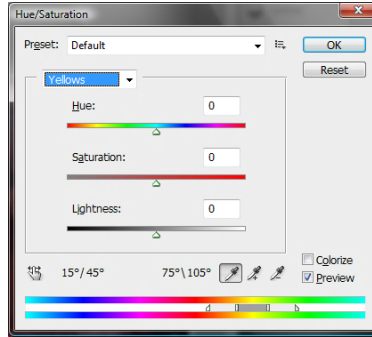 Hue/Saturation
Preset: Default
OK
Reset
Yellows
Hue: 0
Saturation: 0
Lightness: 0
15°/45° 75°\105°
Colorize
Preview